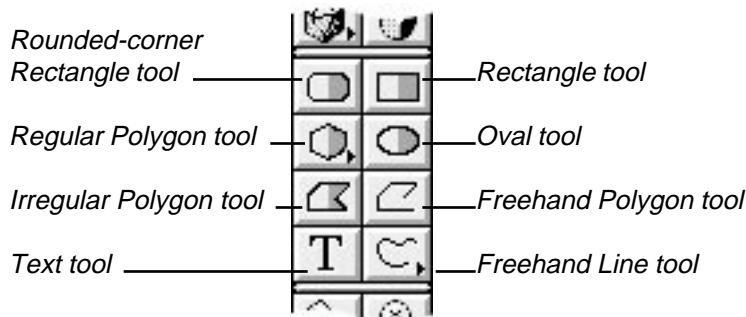 Rounded-corner
Rectangle tool
Rectangle tool
Regular Polygon tool
Oval tool
Irregular Polygon tool
Freehand Polygon tool
Text tool
T
Freehand Line tool